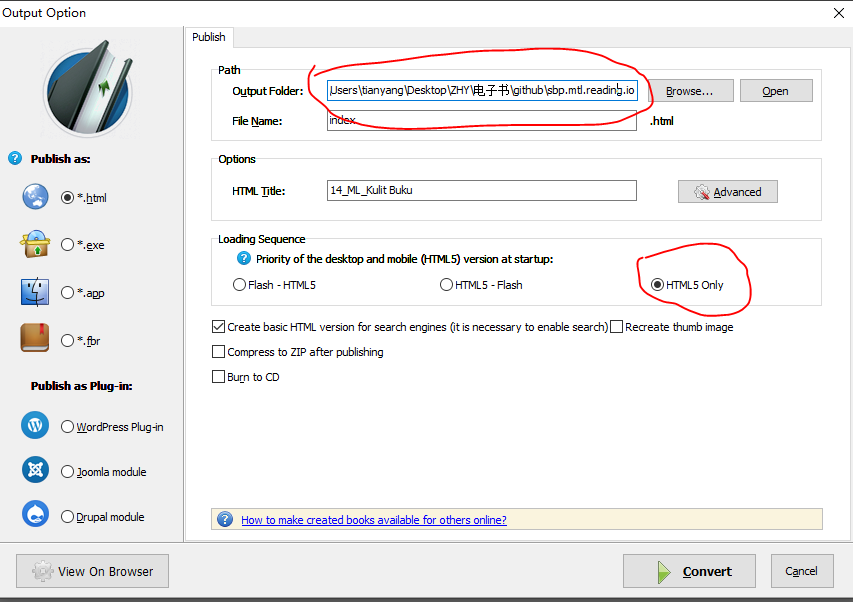 Output Option
Publish
Publish as:
*.html
*.exe
*.app
*.fbr
Publish as Plug-in:
WordPress Plug-in
Joomla module
Drupal module
Path
Output Folder: \Users\tianyang\Desktop\ZHY\电子书\github\sbp.mtl.reading.io Browse... Open
File Name: index .html
Options
HTML Title: 14_ML_Kulit Buku Advanced
Loading Sequence
Priority of the desktop and mobile (HTML5) version at startup:
Flash - HTML5 HTML5 - Flash HTML5 Only
Create basic HTML version for search engines (it is necessary to enable search) Recreate thumb image
Compress to ZIP after publishing
Burn to CD
How to make created books available for others online?
View On Browser Convert Cancel